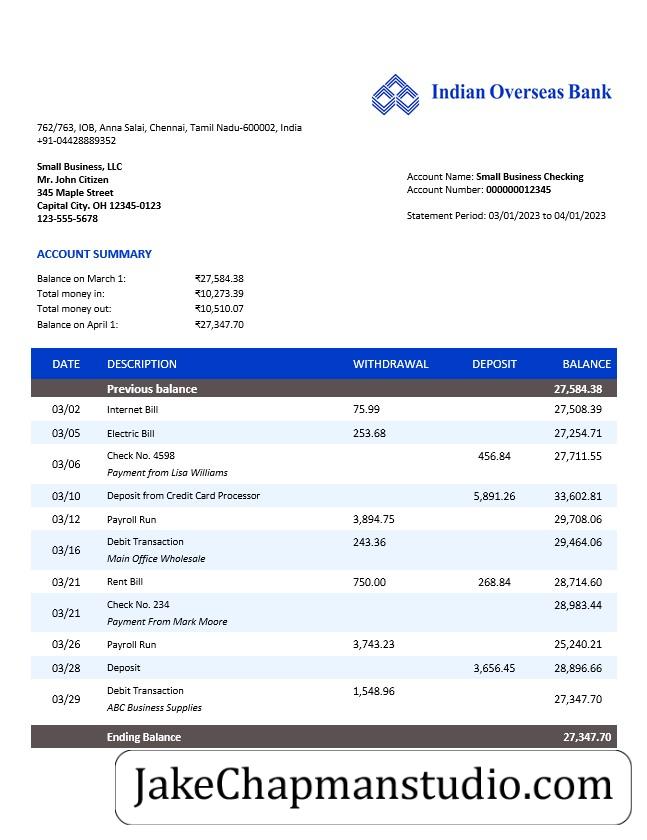 Indian Overseas Bank
762/763, IOB, Anna Salai, Chennai, Tamil Nadu-600002, India
+91-04428889352
Small Business, LLC
Mr. John Citizen
345 Maple Street
Capital City. OH 12345-0123
123-555-5678
Account Name: Small Business Checking
Account Number: 000000012345
Statement Period: 03/01/2023 to 04/01/2023
ACCOUNT SUMMARY
Balance on March 1: ₹27,584.38
Total money in: ₹10,273.39
Total money out: ₹10,510.07
Balance on April 1: ₹27,347.70
DATE DESCRIPTION WITHDRAWAL DEPOSIT BALANCE
Previous balance 27,584.38
03/02 Internet Bill 75.99 27,508.39
03/05 Electric Bill 253.68 27,254.71
03/06 Check No. 4598 456.84 27,711.55
Payment from Lisa Williams
03/10 Deposit from Credit Card Processor 5,891.26 33,602.81
03/12 Payroll Run 3,894.75 29,708.06
03/16 Debit Transaction 243.36 29,464.06
Main Office Wholesale
03/21 Rent Bill 750.00 268.84 28,714.60
03/21 Check No. 234 28,983.44
Payment From Mark Moore
03/26 Payroll Run 3,743.23 25,240.21
03/28 Deposit 3,656.45 28,896.66
03/29 Debit Transaction 1,548.96 27,347.70
ABC Business Supplies
Ending Balance 27,347.70
JakeChapmanstudio.com